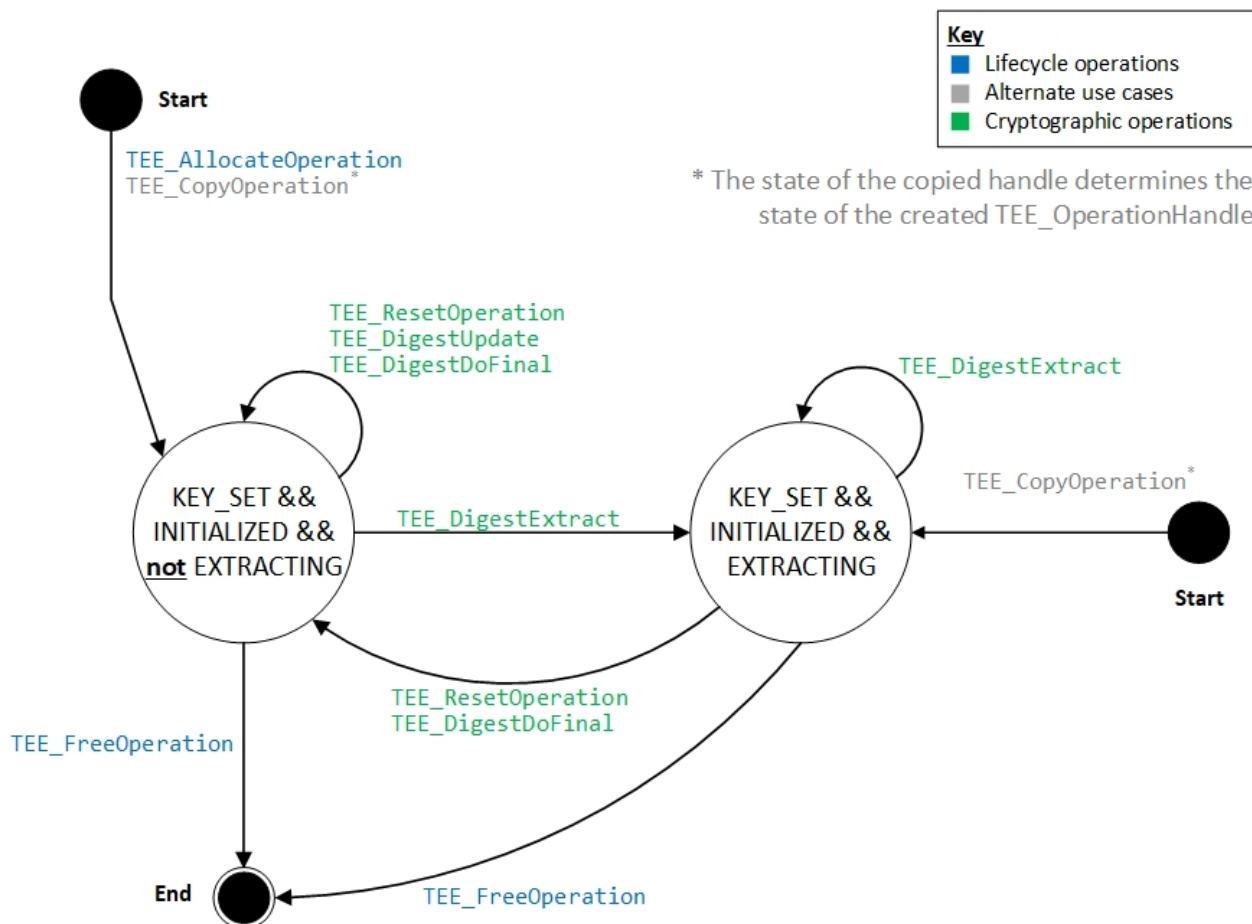 Key
Lifecycle operations
Alternate use cases
Cryptographic operations
Start
TEE_AllocateOperation
TEE_CopyOperation*
* The state of the copied handle determines the
state of the created TEE_OperationHandle
TEE_ResetOperation
TEE_DigestUpdate
TEE_DigestDoFinal
TEE_DigestExtract
KEY_SET &&
INITIALIZED &&
not EXTRACTING
TEE_DigestExtract
KEY_SET &&
INITIALIZED &&
EXTRACTING
TEE_CopyOperation*
Start
TEE_ResetOperation
TEE_DigestDoFinal
TEE_FreeOperation
End
TEE_FreeOperation